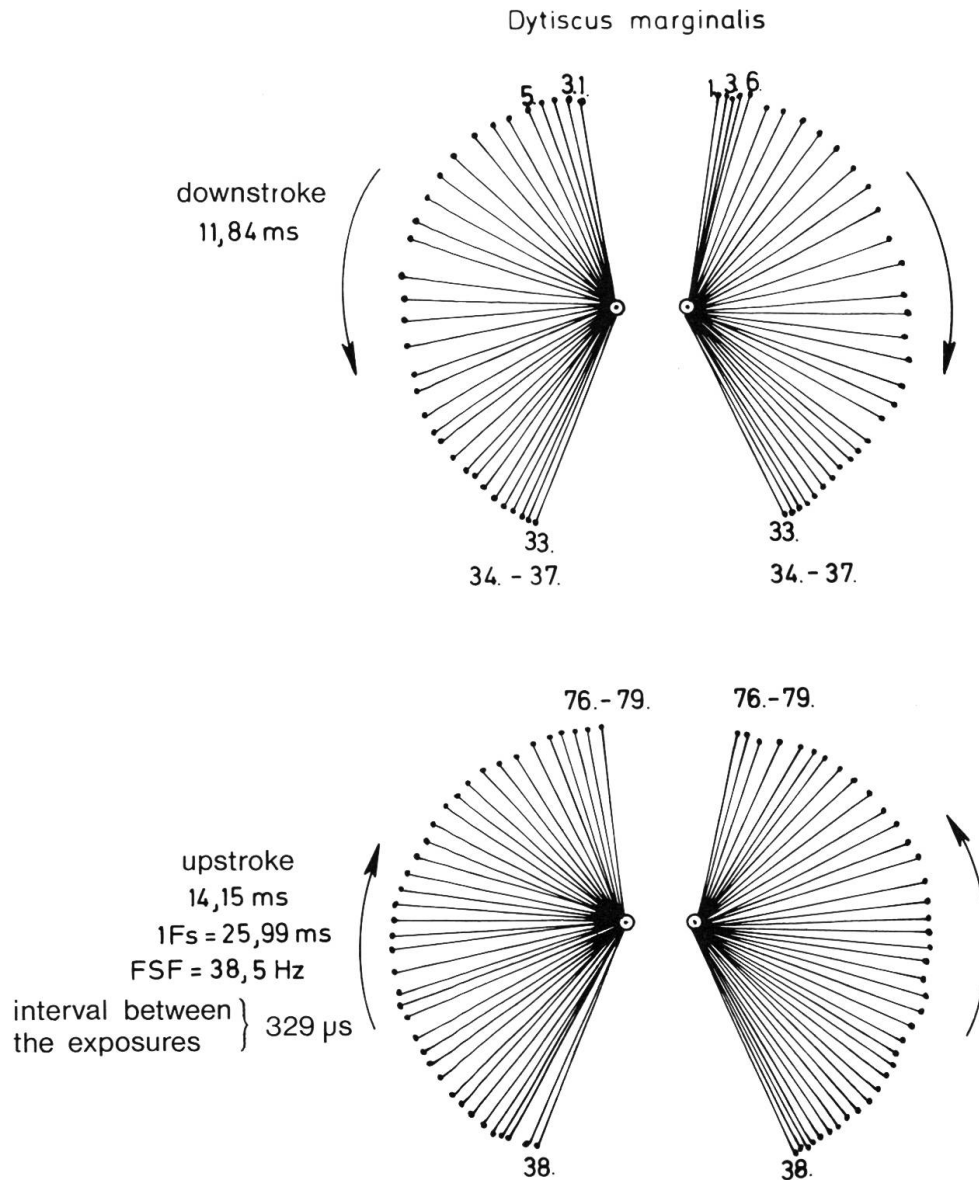 Dytiscus marginalis
5. 3.1. 1. 3. 6.
downstroke
11,84 ms
33. 33.
34. - 37. 34. - 37.
76. - 79. 76. - 79.
upstroke
14,15 ms
1Fs = 25,99 ms
FSF = 38,5 Hz
interval between
the exposures } 329 µs
38. 38.